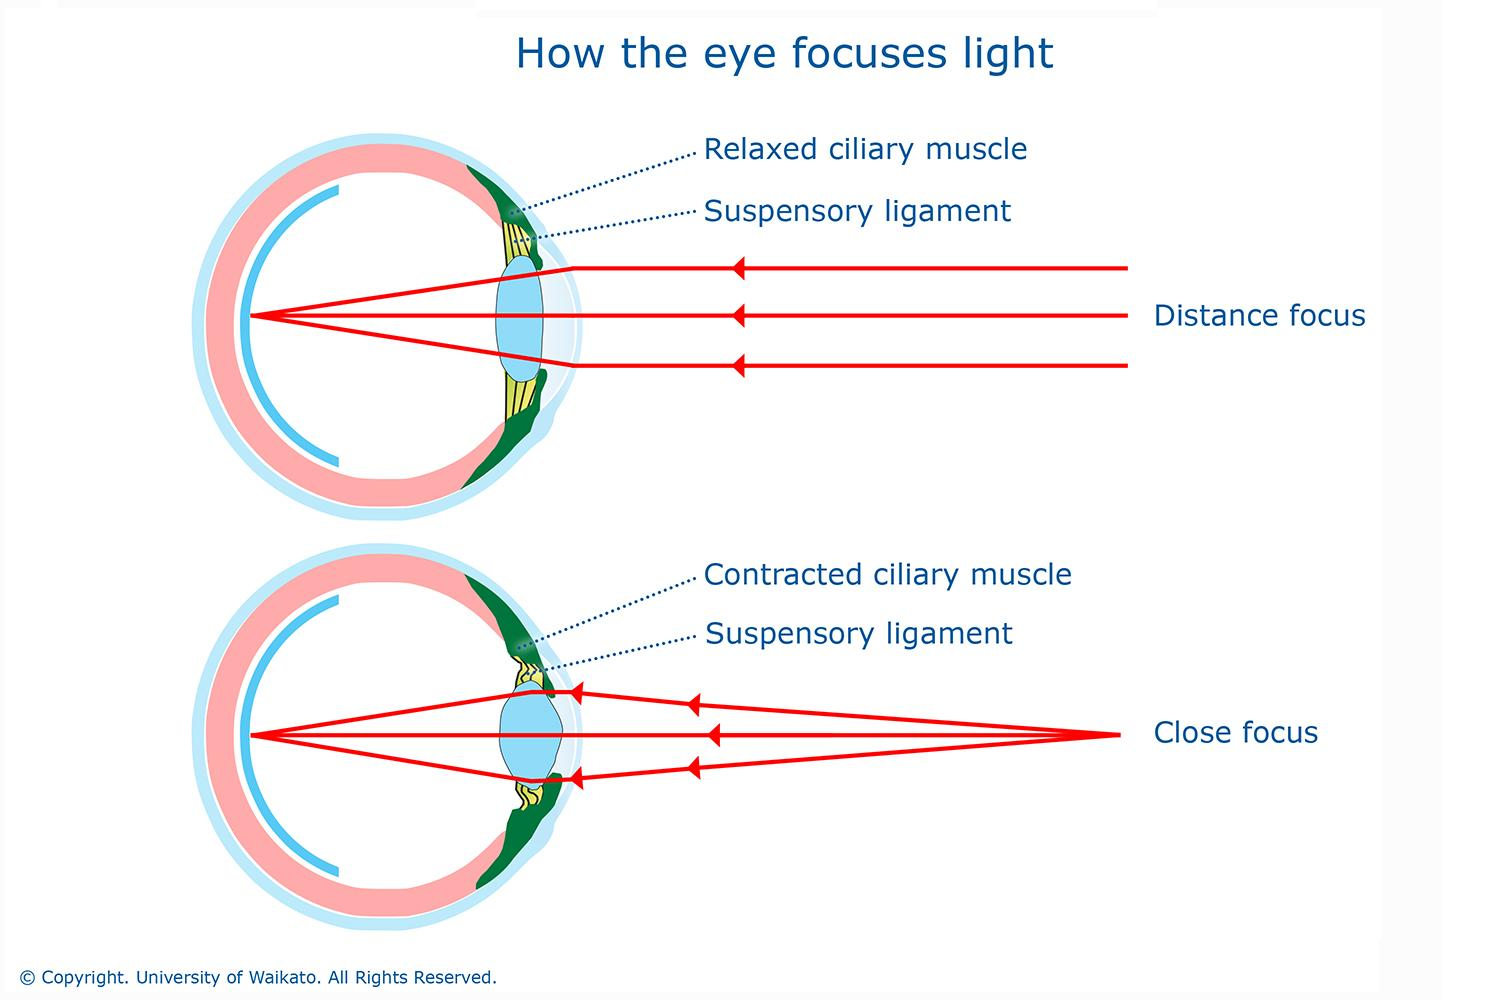 How the eye focuses light
Relaxed ciliary muscle
Suspensory ligament
Distance focus
Contracted ciliary muscle
Suspensory ligament
Close focus
© Copyright. University of Waikato. All Rights Reserved.